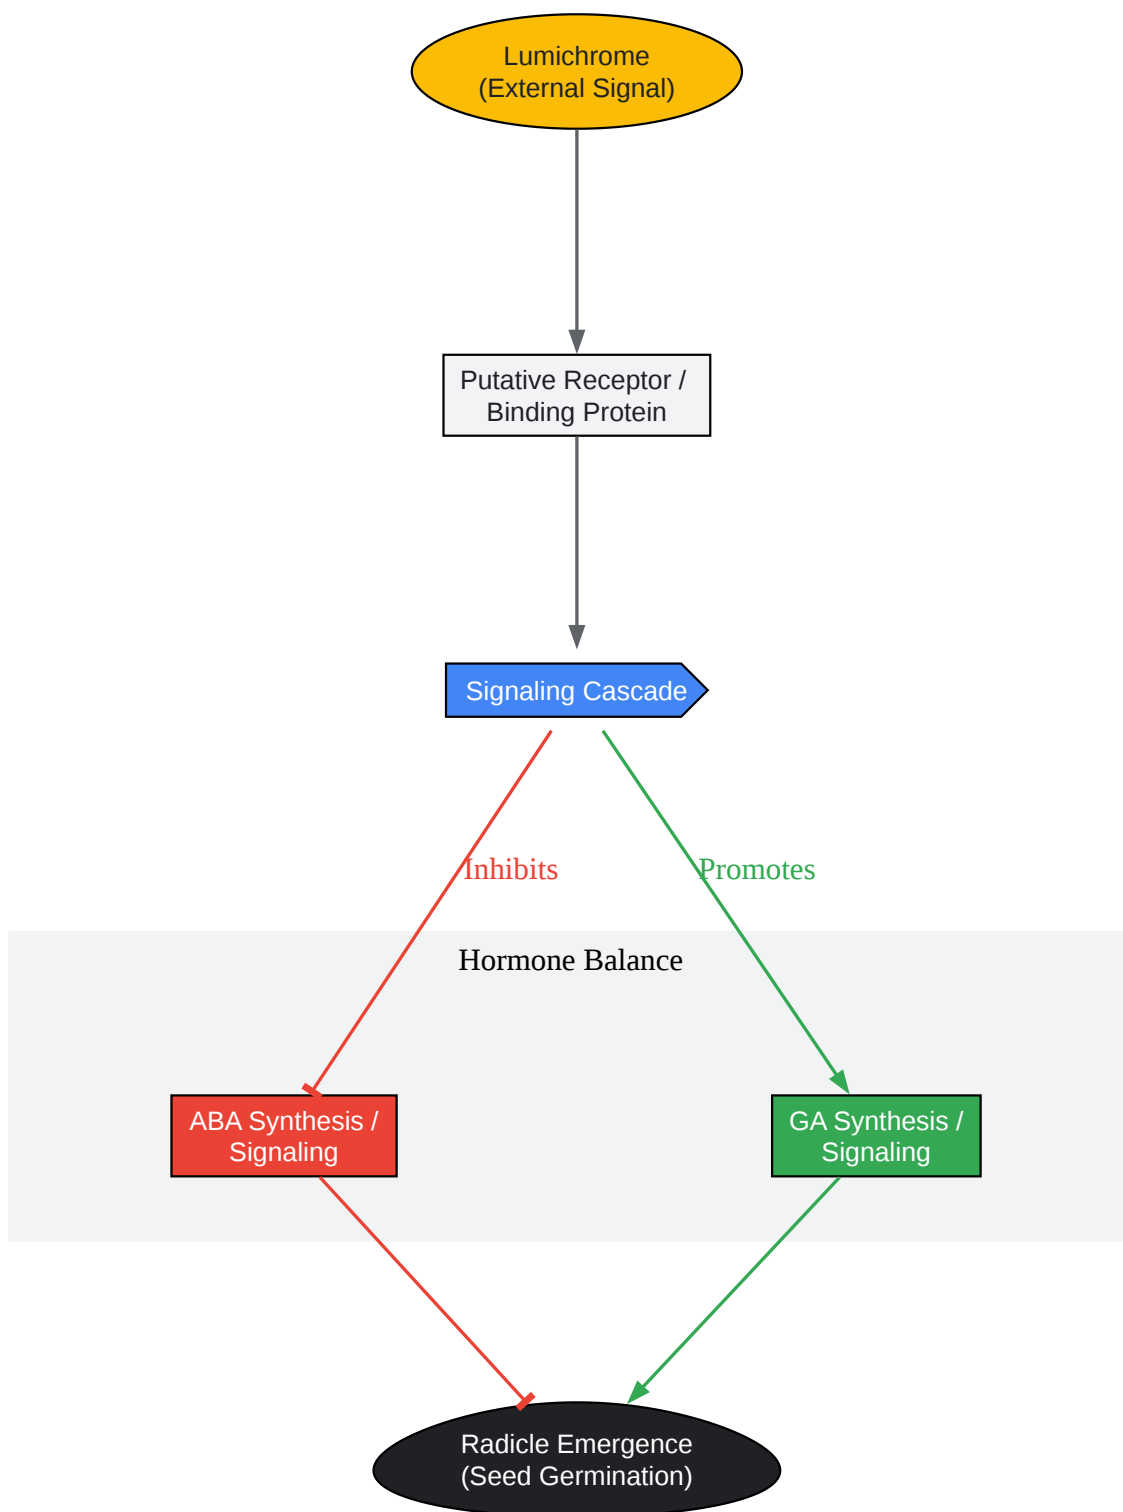 Lumichrome
(External Signal)
Putative Receptor /
Binding Protein
Signaling Cascade
Inhibits
Promotes
Hormone Balance
ABA Synthesis /
Signaling
GA Synthesis /
Signaling
Radicle Emergence
(Seed Germination)